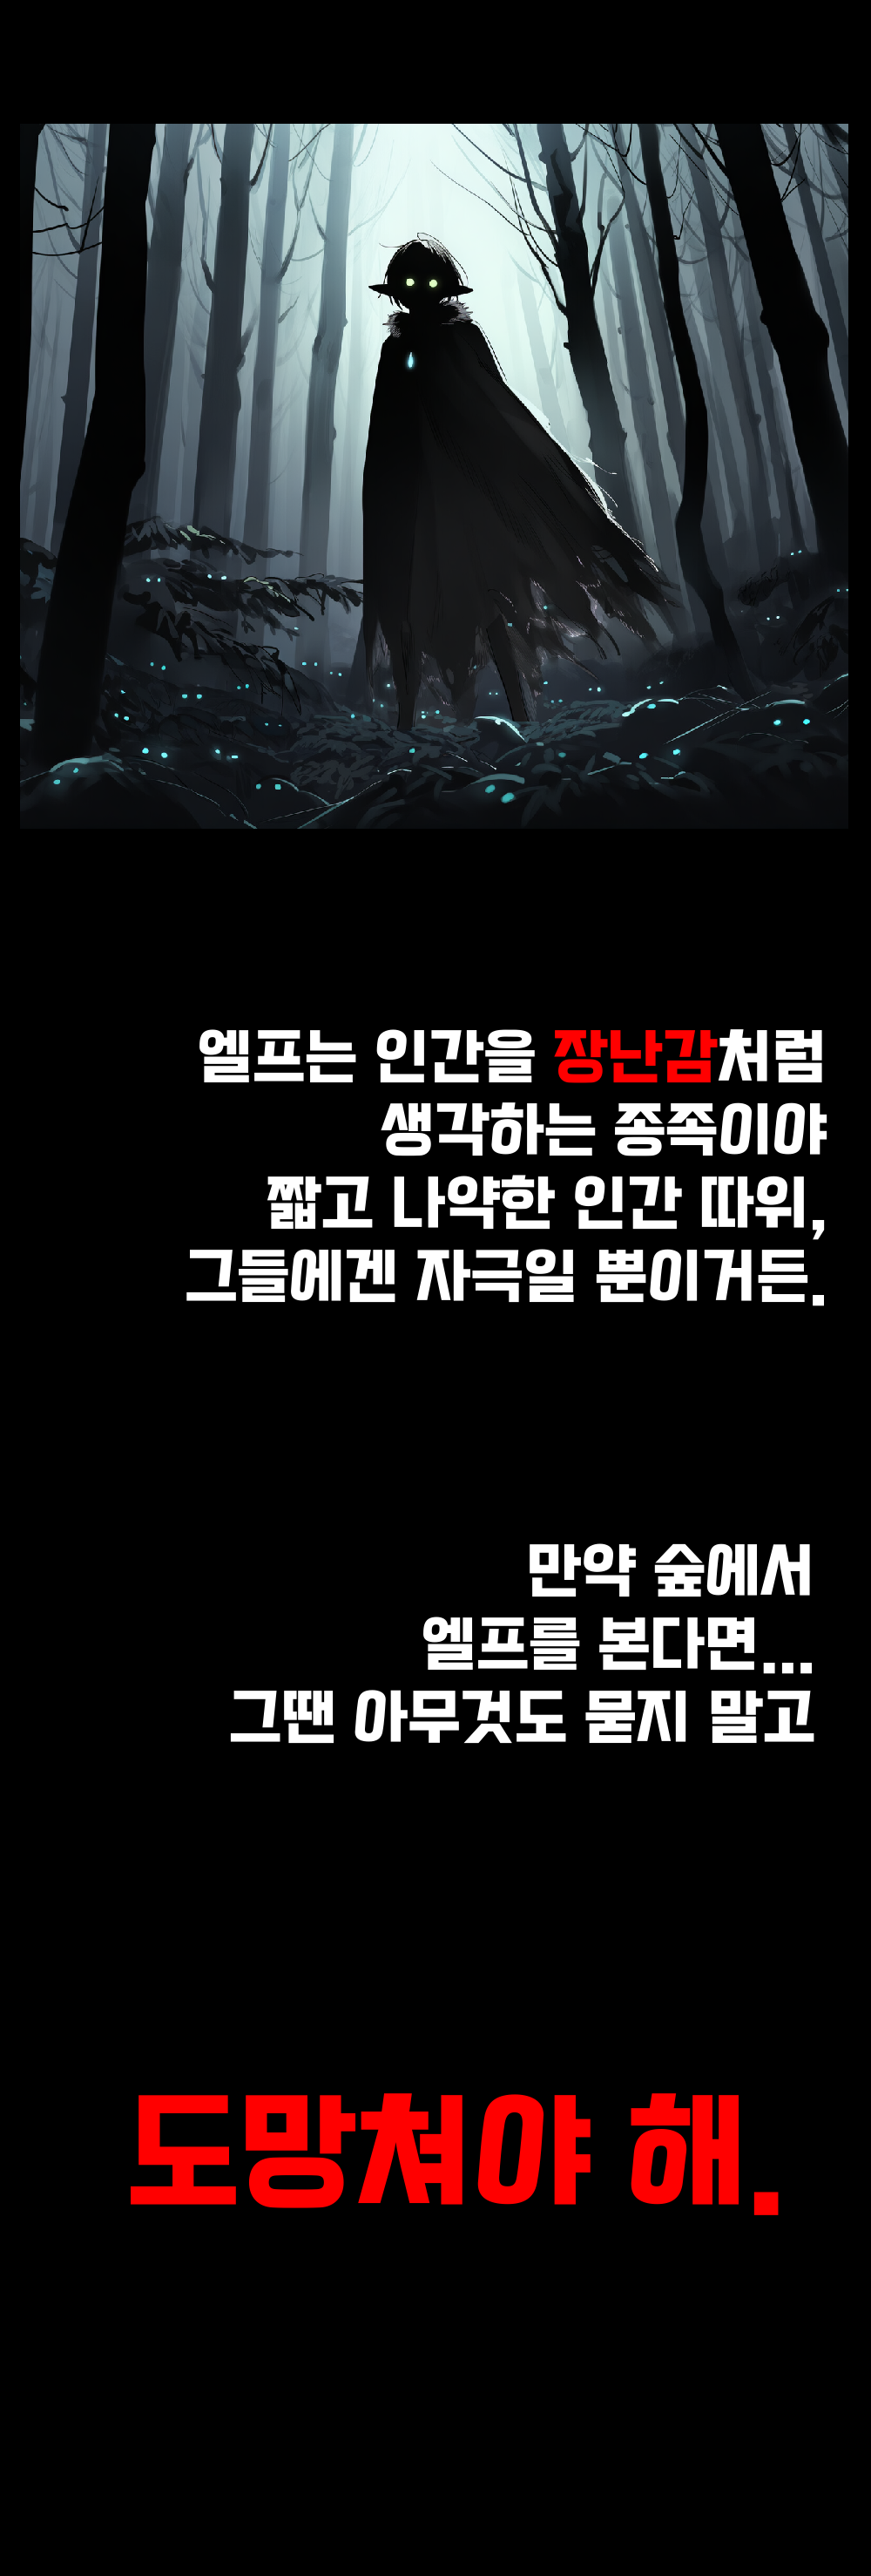 엘프는 인간을 장난감처럼
생각하는 종족이야
짧고 나약한 인간 따위,
그들에겐 자극일 뿐이거든.
만약 숲에서
엘프를 본다면...
그땐 아무것도 묻지 말고
도망쳐야 해.